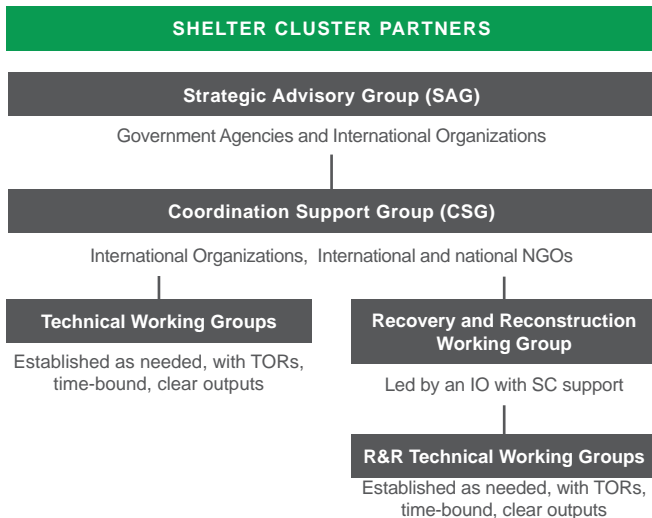 SHELTER CLUSTER PARTNERS
Strategic Advisory Group (SAG)
Government Agencies and International Organizations
Coordination Support Group (CSG)
International Organizations, International and national NGOs
Technical Working Groups
Established as needed, with TORs,
time-bound, clear outputs
Recovery and Reconstruction
Working Group
Led by an IO with SC support
R&R Technical Working Groups
Established as needed, with TORs,
time-bound, clear outputs